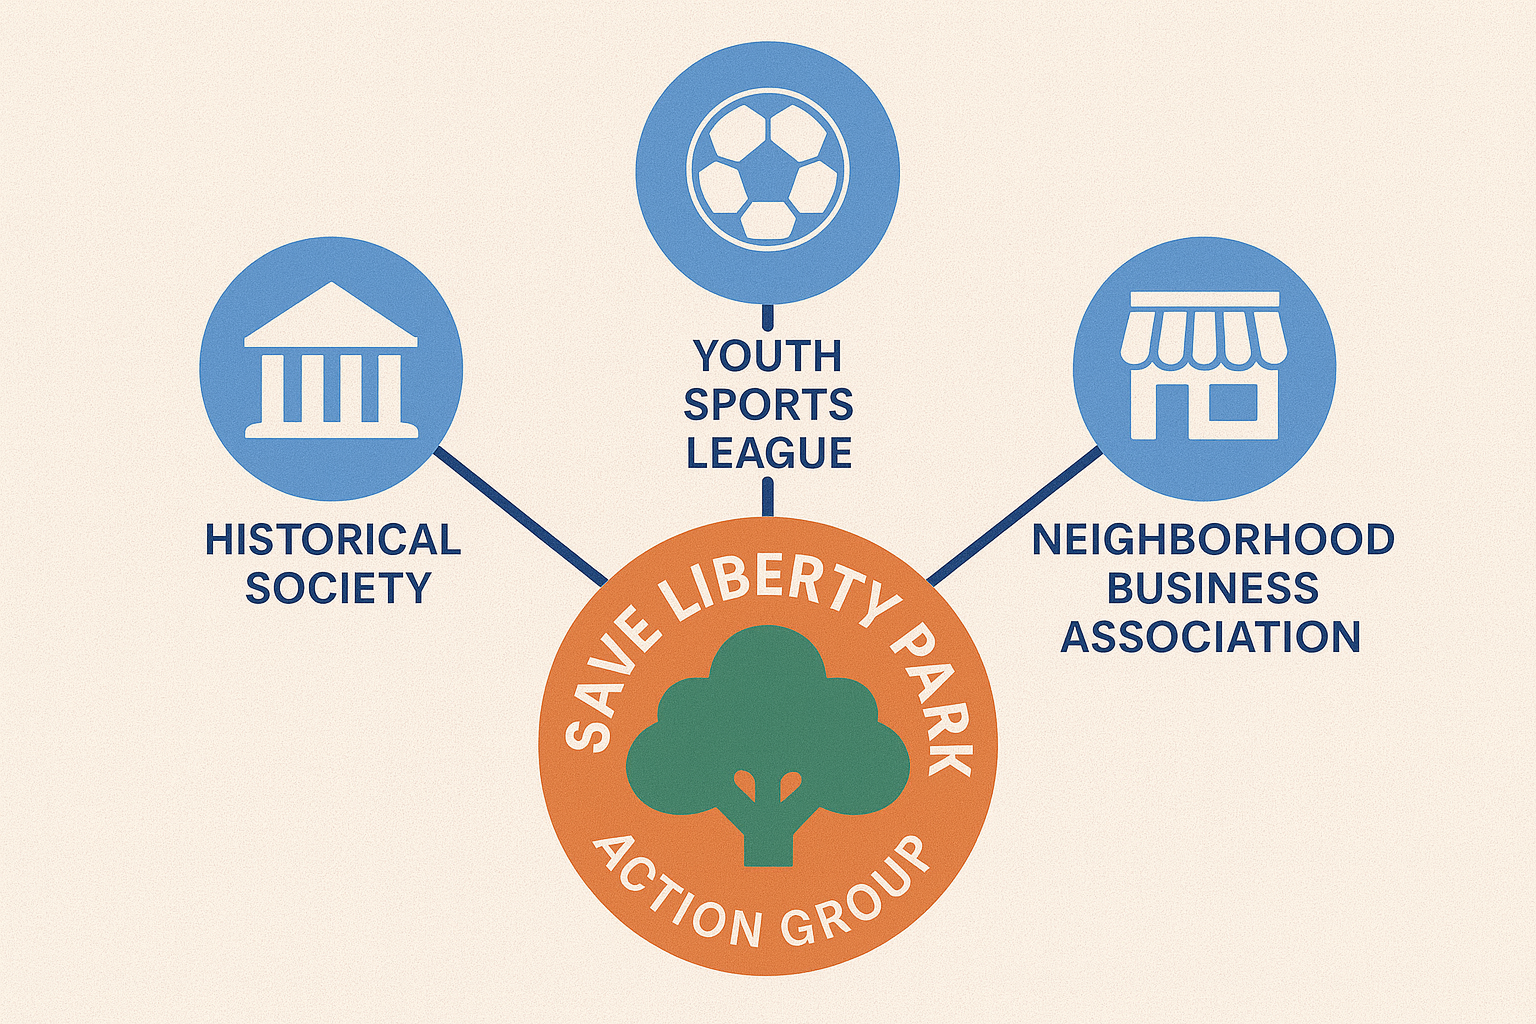 YOUTH
SPORTS
LEAGUE
HISTORICAL
SOCIETY
NEIGHBORHOOD
BUSINESS
ASSOCIATION
SAVE LIBERTY PARK
ACTION GROUP